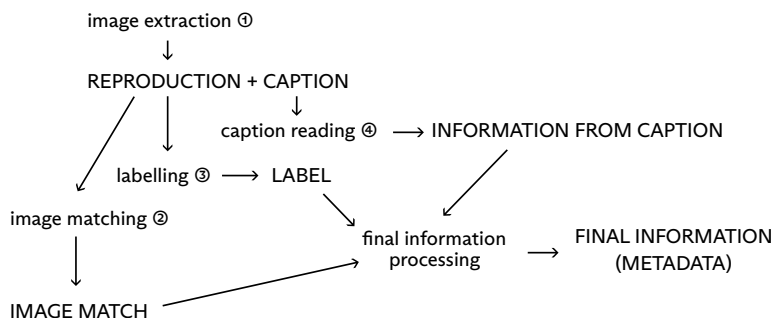 image extraction ①
REPRODUCTION + CAPTION
caption reading ④
INFORMATION FROM CAPTION
labelling ③
LABEL
image matching ②
final information
processing
FINAL INFORMATION
(METADATA)
IMAGE MATCH